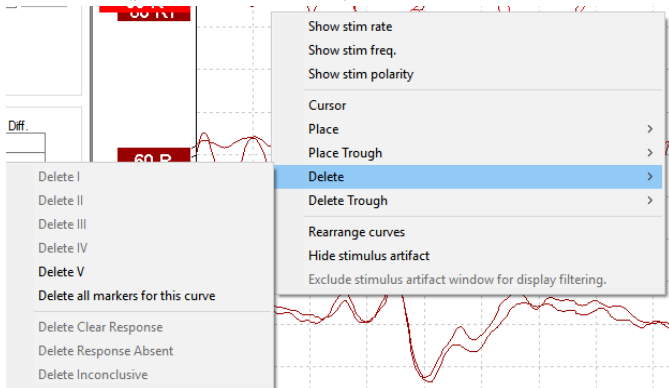 Show stim rate
Show stim freq.
Show stim polarity
Cursor
Place
Place Trough
Delete
Delete Trough
Rearrange curves
Hide stimulus artifact
Exclude stimulus artifact window for display filtering.
Diff.
60 R
Delete I
Delete II
Delete III
Delete IV
Delete V
Delete all markers for this curve
Delete Clear Response
Delete Response Absent
Delete Inconclusive